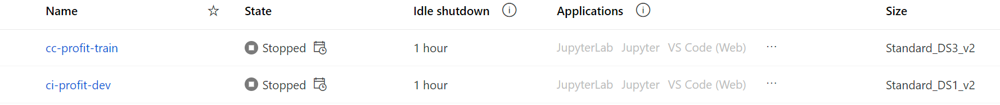 Name State Idle shutdown Applications Size
cc-profit-train Stopped 1 hour JupyterLab Jupyter VS Code (Web) ... Standard_DS3_v2
ci-profit-dev Stopped 1 hour JupyterLab Jupyter VS Code (Web) ... Standard_DS1_v2